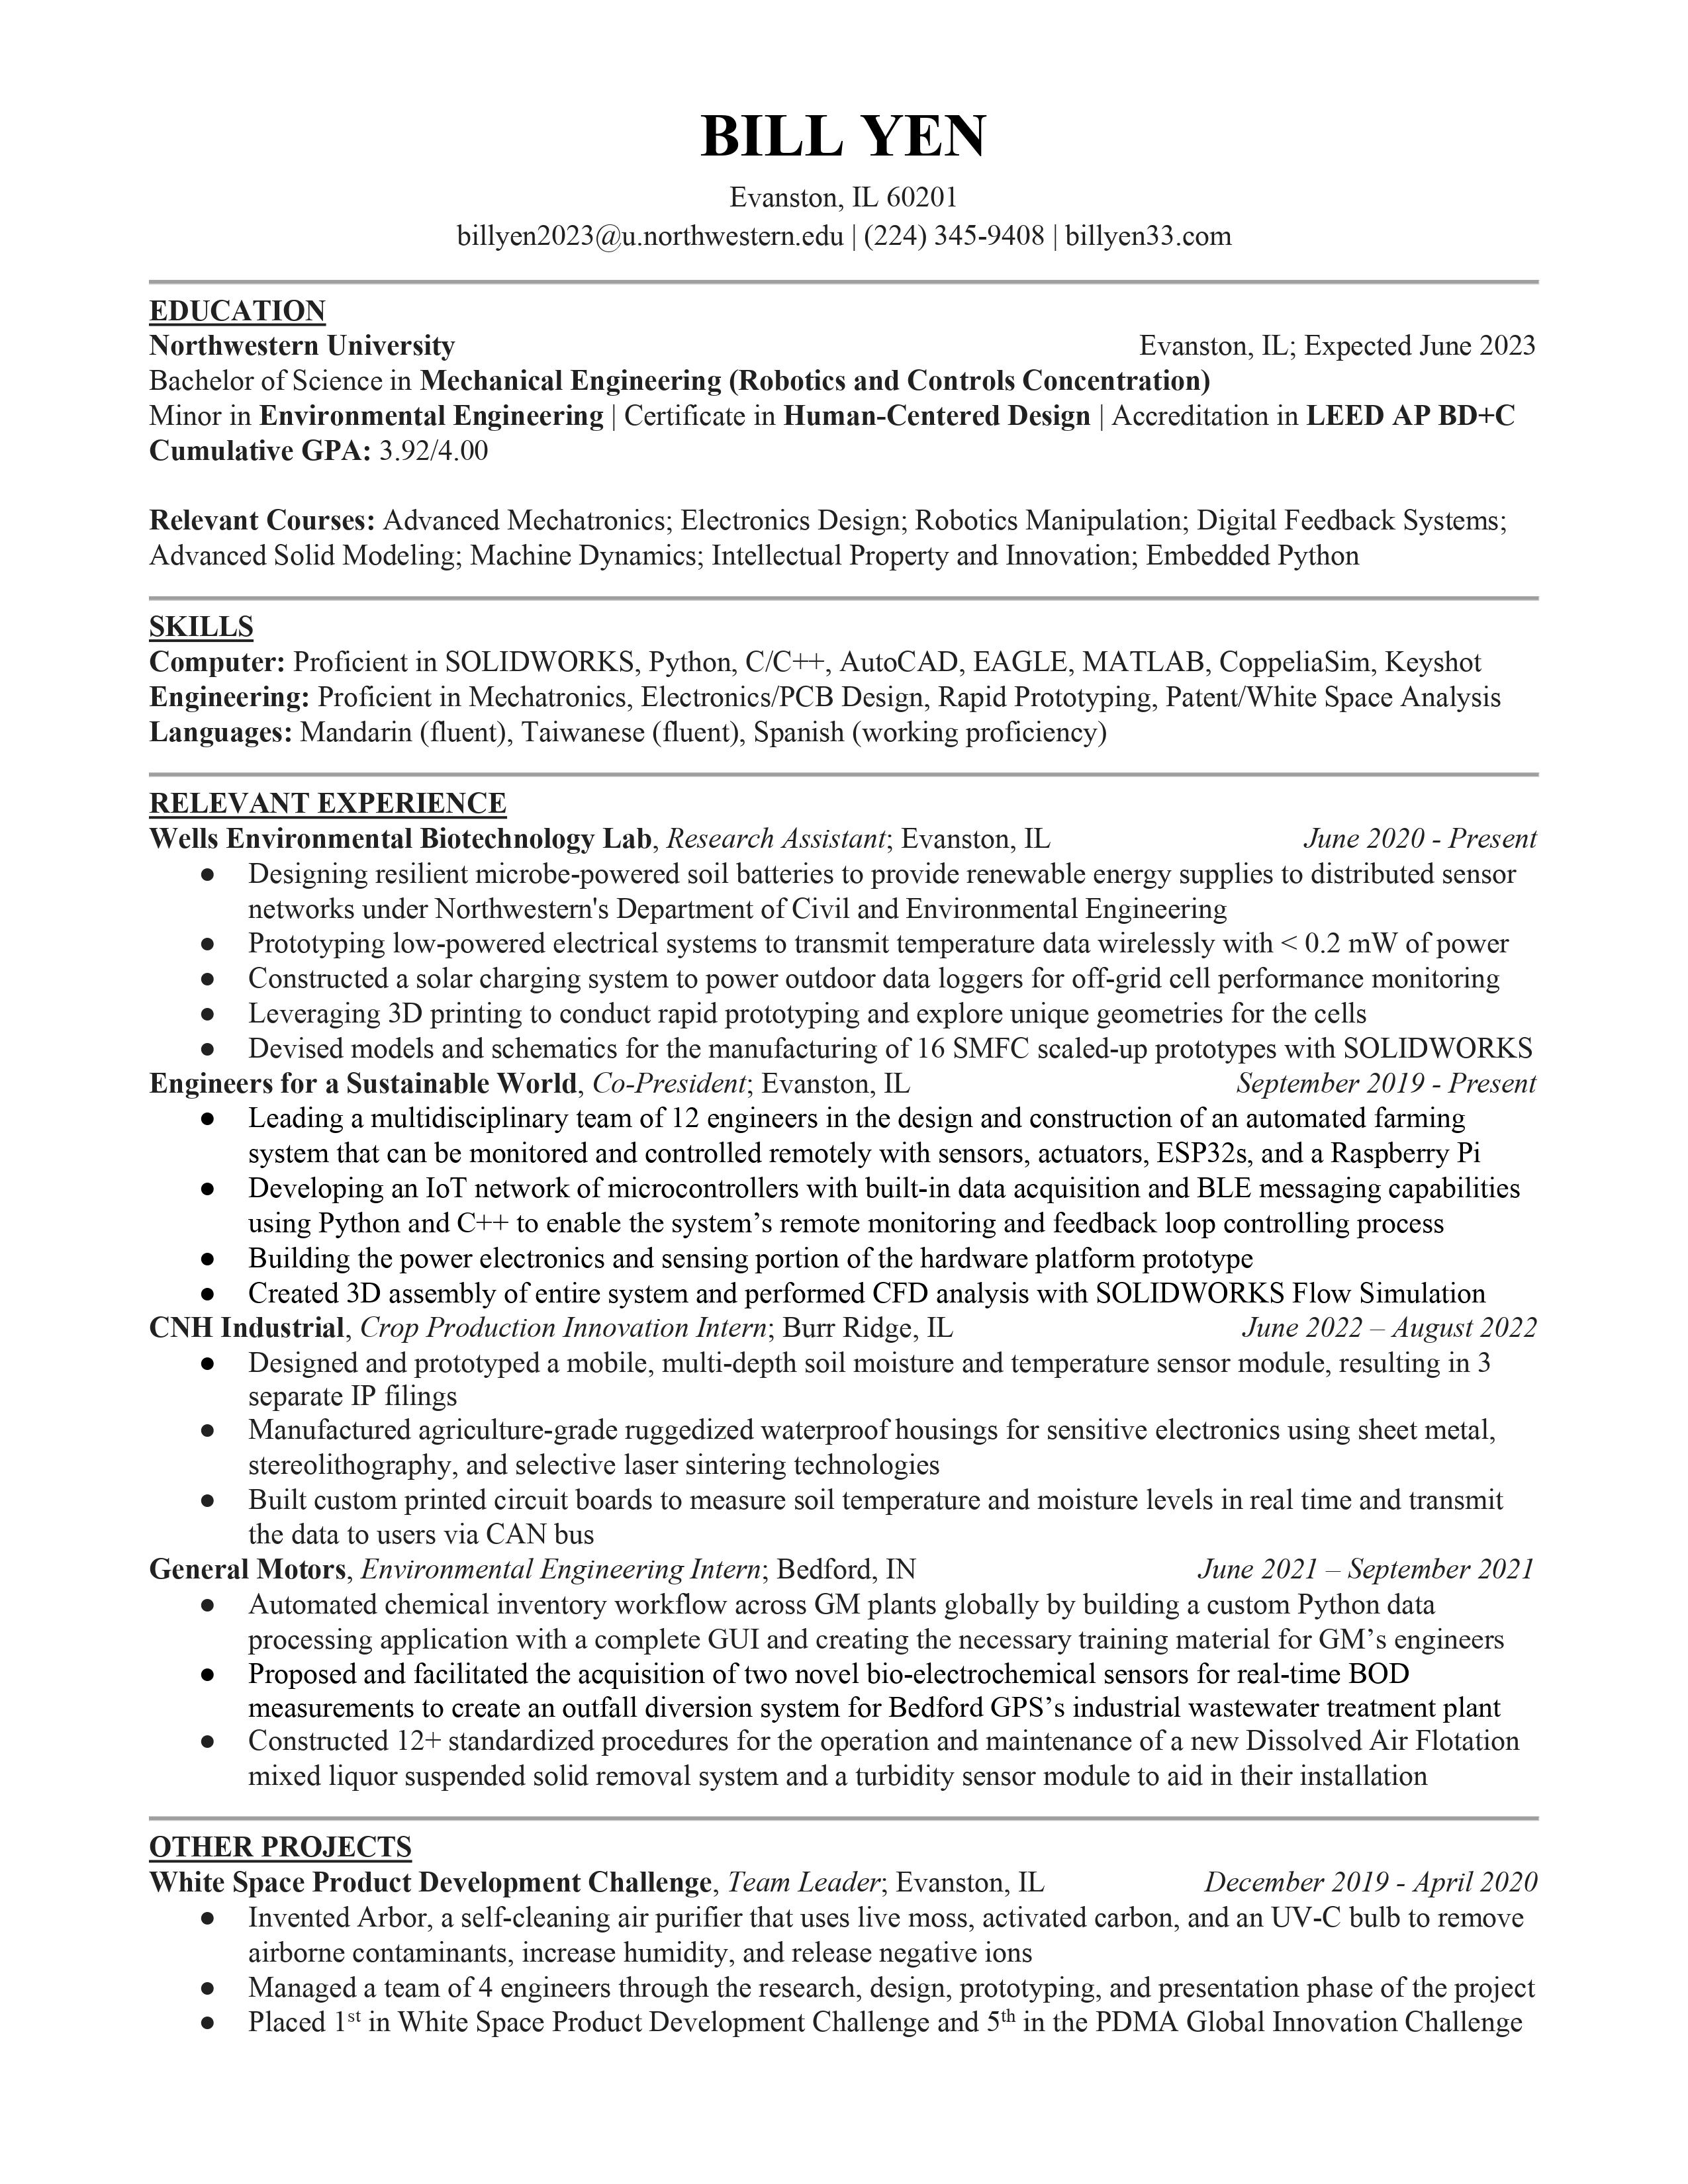 BILL YEN
Evanston, IL 60201
billyen2023@u.northwestern.edu | (224) 345-9408 | billyen33.com
EDUCATION
Northwestern University Evanston, IL; Expected June 2023
Bachelor of Science in Mechanical Engineering (Robotics and Controls Concentration)
Minor in Environmental Engineering | Certificate in Human-Centered Design | Accreditation in LEED AP BD+C
Cumulative GPA: 3.92/4.00
Relevant Courses: Advanced Mechatronics; Electronics Design; Robotics Manipulation; Digital Feedback Systems;
Advanced Solid Modeling; Machine Dynamics; Intellectual Property and Innovation; Embedded Python
SKILLS
Computer: Proficient in SOLIDWORKS, Python, C/C++, AutoCAD, EAGLE, MATLAB, CoppeliaSim, Keyshot
Engineering: Proficient in Mechatronics, Electronics/PCB Design, Rapid Prototyping, Patent/White Space Analysis
Languages: Mandarin (fluent), Taiwanese (fluent), Spanish (working proficiency)
RELEVANT EXPERIENCE
Wells Environmental Biotechnology Lab, Research Assistant; Evanston, IL June 2020 - Present
● Designing resilient microbe-powered soil batteries to provide renewable energy supplies to distributed sensor
networks under Northwestern's Department of Civil and Environmental Engineering
● Prototyping low-powered electrical systems to transmit temperature data wirelessly with < 0.2 mW of power
● Constructed a solar charging system to power outdoor data loggers for off-grid cell performance monitoring
● Leveraging 3D printing to conduct rapid prototyping and explore unique geometries for the cells
● Devised models and schematics for the manufacturing of 16 SMFC scaled-up prototypes with SOLIDWORKS
Engineers for a Sustainable World, Co-President; Evanston, IL September 2019 - Present
● Leading a multidisciplinary team of 12 engineers in the design and construction of an automated farming
system that can be monitored and controlled remotely with sensors, actuators, ESP32s, and a Raspberry Pi
● Developing an IoT network of microcontrollers with built-in data acquisition and BLE messaging capabilities
using Python and C++ to enable the system’s remote monitoring and feedback loop controlling process
● Building the power electronics and sensing portion of the hardware platform prototype
● Created 3D assembly of entire system and performed CFD analysis with SOLIDWORKS Flow Simulation
CNH Industrial, Crop Production Innovation Intern; Burr Ridge, IL June 2022 – August 2022
● Designed and prototyped a mobile, multi-depth soil moisture and temperature sensor module, resulting in 3
separate IP filings
● Manufactured agriculture-grade ruggedized waterproof housings for sensitive electronics using sheet metal,
stereolithography, and selective laser sintering technologies
● Built custom printed circuit boards to measure soil temperature and moisture levels in real time and transmit
the data to users via CAN bus
General Motors, Environmental Engineering Intern; Bedford, IN June 2021 – September 2021
● Automated chemical inventory workflow across GM plants globally by building a custom Python data
processing application with a complete GUI and creating the necessary training material for GM’s engineers
● Proposed and facilitated the acquisition of two novel bio-electrochemical sensors for real-time BOD
measurements to create an outfall diversion system for Bedford GPS’s industrial wastewater treatment plant
● Constructed 12+ standardized procedures for the operation and maintenance of a new Dissolved Air Flotation
mixed liquor suspended solid removal system and a turbidity sensor module to aid in their installation
OTHER PROJECTS
White Space Product Development Challenge, Team Leader; Evanston, IL December 2019 - April 2020
● Invented Arbor, a self-cleaning air purifier that uses live moss, activated carbon, and an UV-C bulb to remove
airborne contaminants, increase humidity, and release negative ions
● Managed a team of 4 engineers through the research, design, prototyping, and presentation phase of the project
● Placed 1st in White Space Product Development Challenge and 5th in the PDMA Global Innovation Challenge